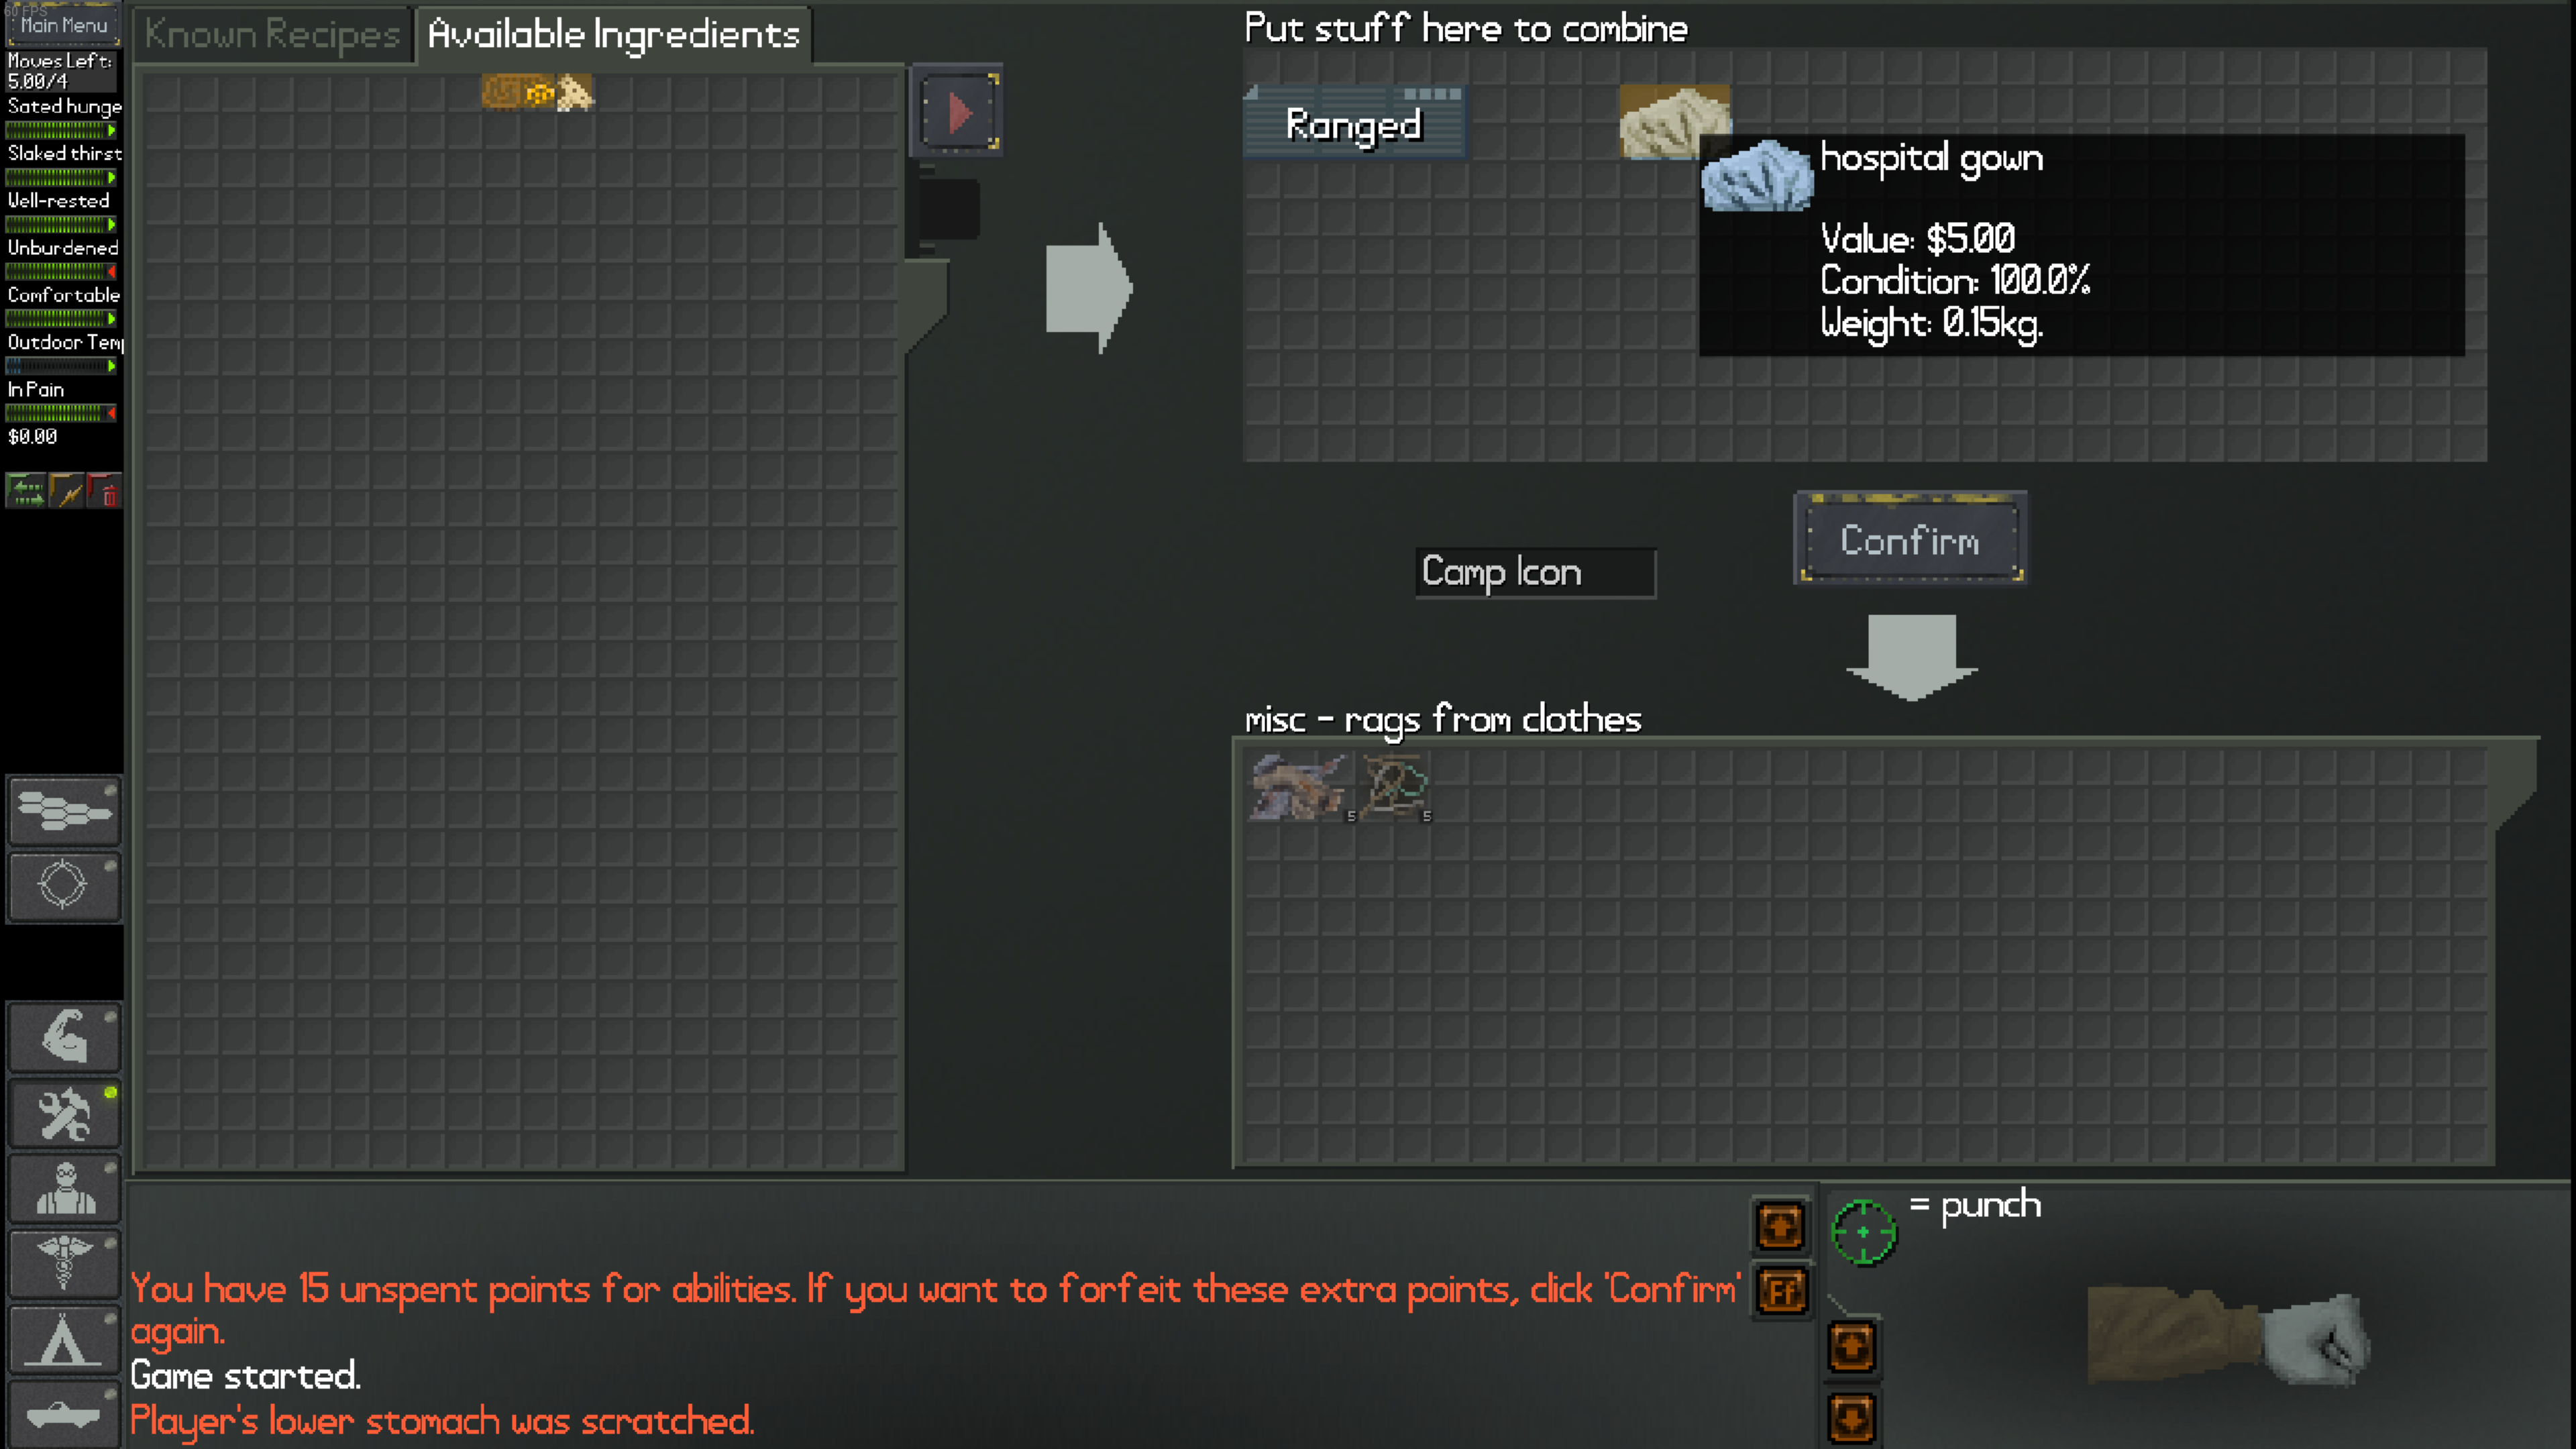 60 FPS
Main Menu
Moves Left:
5.00/4
Sated hunge
Slaked thirst
Well-rested
Unburdened
Comfortable
Outdoor Tem
In Pain
$0.00
Known Recipes
Available Ingredients
Put stuff here to combine
Ranged
hospital gown
Value: $5.00
Condition: 100.0%
Weight: 0.15kg.
Confirm
Camp Icon
misc - rags from clothes
5
5
You have 15 unspent points for abilities. If you want to forfeit these extra points, click 'Confirm'
again.
Game started.
Player's lower stomach was scratched.
Ff
= punch